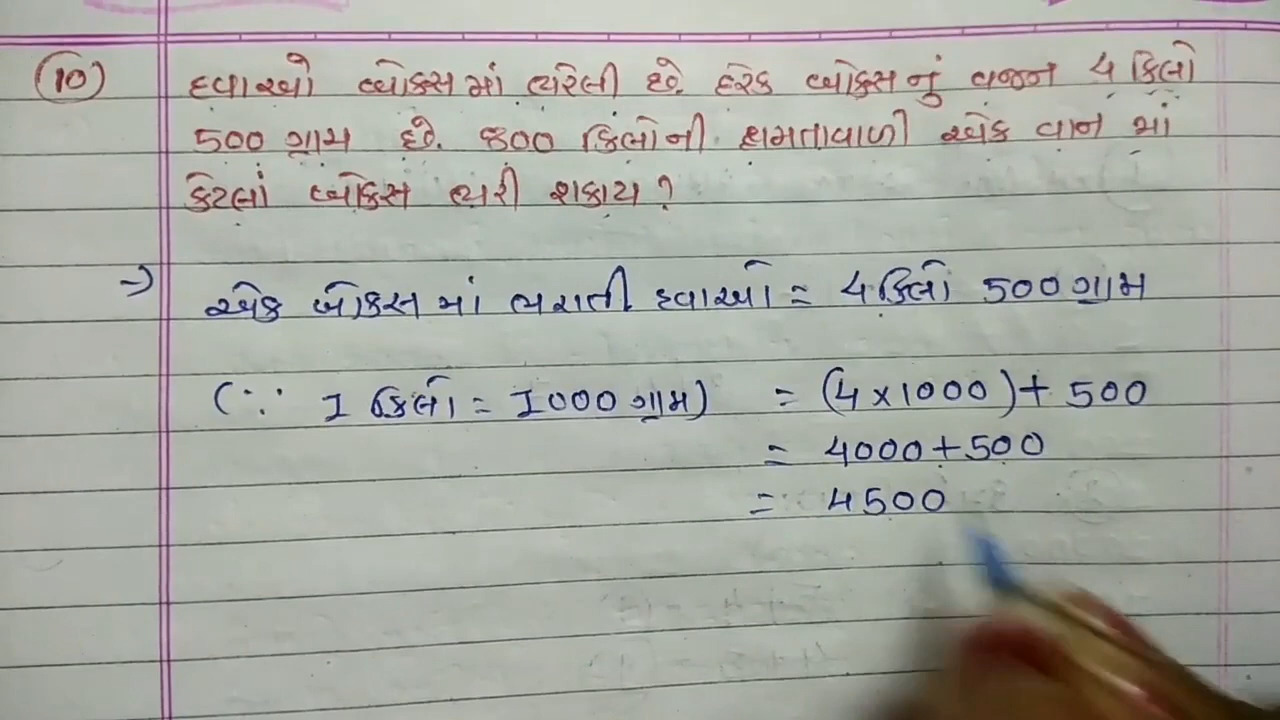 (10) દવાઓ બોક્સમાં ભરેલી છે. દરેક બોક્સનું વજન 4 કિલો
500 ગ્રામ છે. 800 કિલોની ક્ષમતાવાળી એક વાન માં
કેટલાં બોક્સ ભરી શકાય ?
→ એક બોક્સ માં ભરાતી દવાઓ = 4 કિલો 500 ગ્રામ
(∵ 1 કિલો = 1000 ગ્રામ) = (4×1000)+ 500
= 4000+500
= 4500